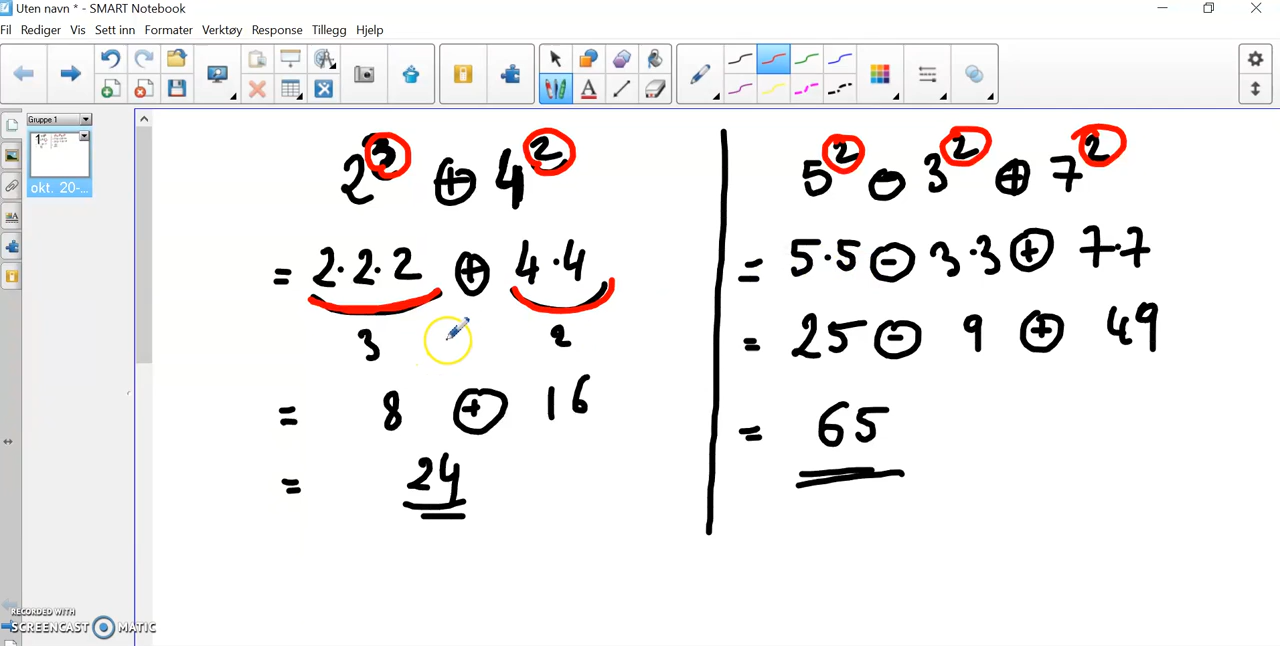 Uten navn * - SMART Notebook
Fil Rediger Vis Sett inn Formater Verktøy Response Tillegg Hjelp
Gruppe 1
1
okt. 20-...
2³ + 4²
= 2·2·2 + 4·4
3 2
= 8 + 16
= 24
5² - 3² + 7²
= 5·5 - 3·3 + 7·7
= 25 - 9 + 49
= 65
RECORDED WITH
SCREENCAST MATIC